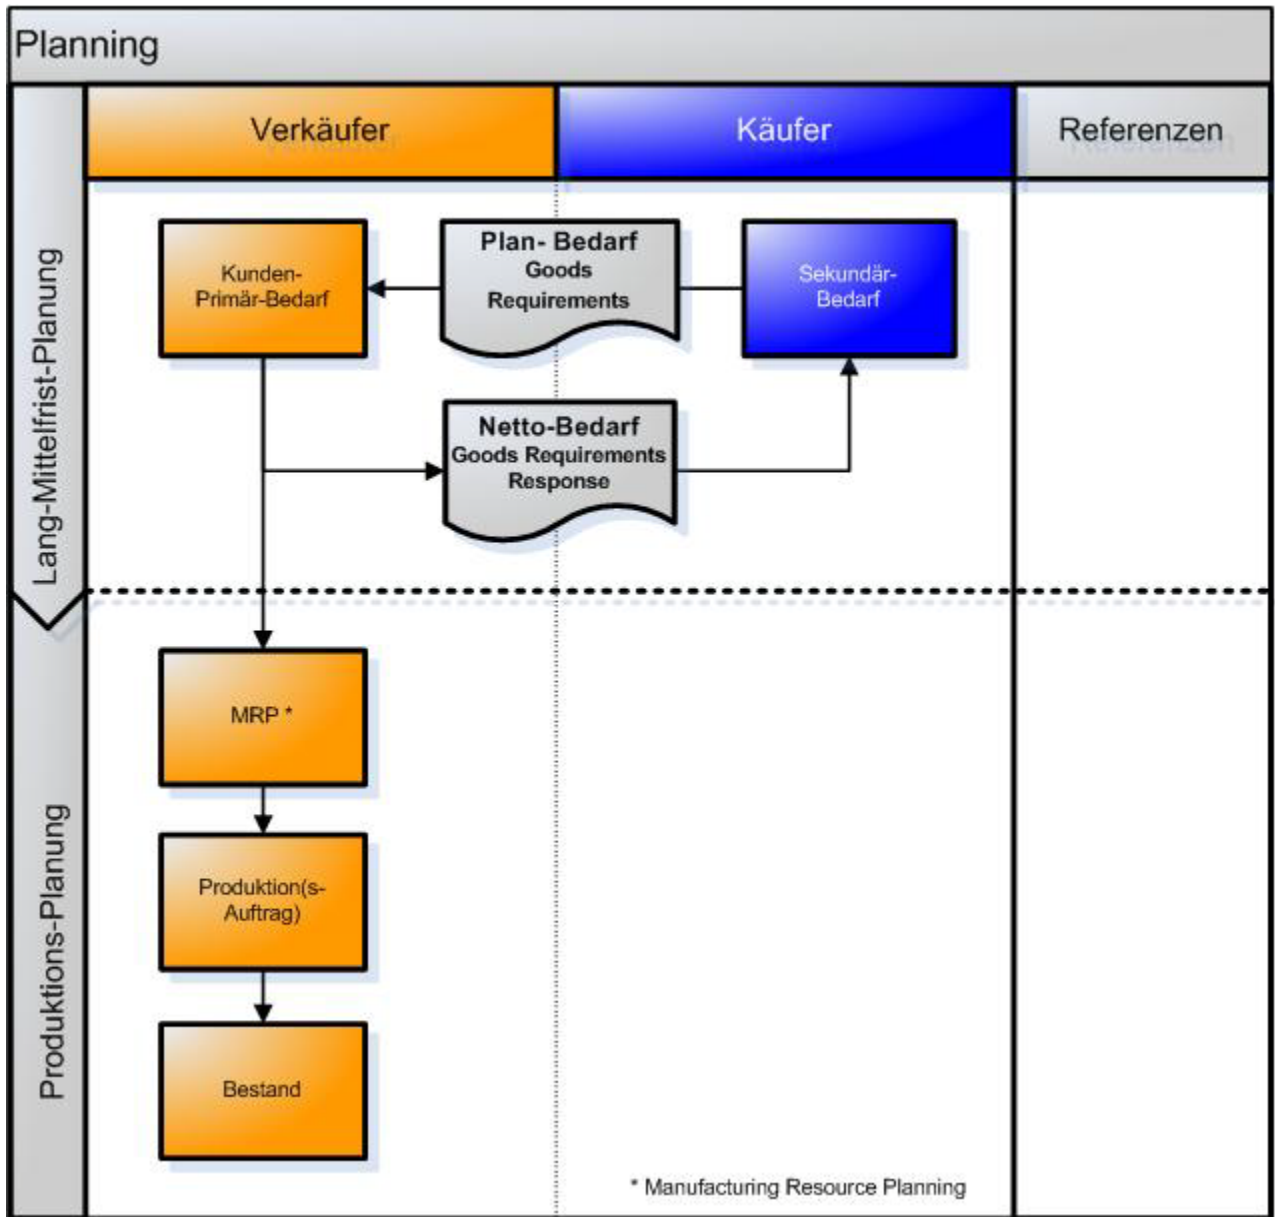 Planning
Verkäufer
Käufer
Referenzen
Lang-Mittelfrist-Planung
Kunden-
Primär-Bedarf
Plan- Bedarf
Goods
Requirements
Sekundär-
Bedarf
Netto-Bedarf
Goods Requirements
Response
Produktions-Planung
MRP *
Produktion(s-
Auftrag)
Bestand
* Manufacturing Resource Planning